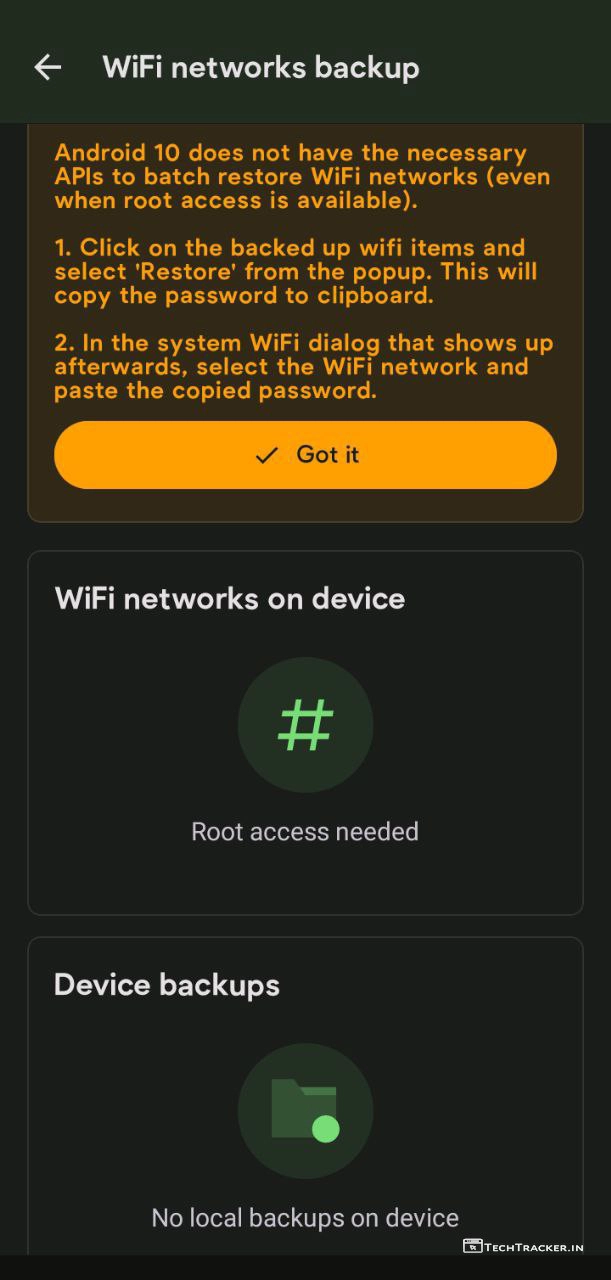 WiFi networks backup
Android 10 does not have the necessary
APIs to batch restore WiFi networks (even
when root access is available).
1. Click on the backed up wifi items and
select 'Restore' from the popup. This will
copy the password to clipboard.
2. In the system WiFi dialog that shows up
afterwards, select the WiFi network and
paste the copied password.
Got it
WiFi networks on device
#
Root access needed
Device backups
No local backups on device
TECHTRACKER.IN